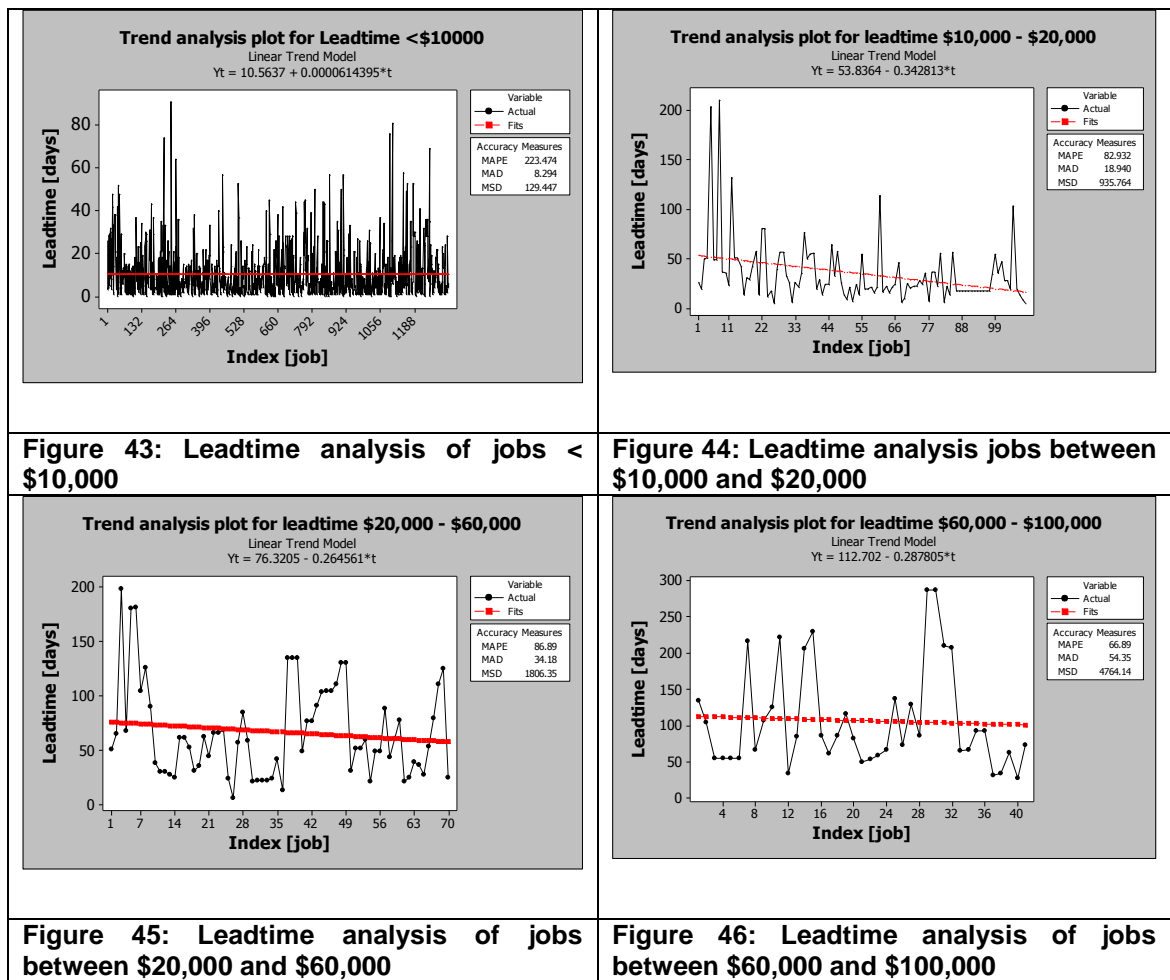 Trend analysis plot for Leadtime <$10000
Linear Trend Model
Yt = 10.5637 + 0.0000614395*t
Variable
Actual
Fits
Accuracy Measures
MAPE 223.474
MAD 8.294
MSD 129.447
Leadtime [days]
80
60
40
20
0
1 132 264 396 528 660 792 924 1056 1188
Index [job]
Figure 43: Leadtime analysis of jobs <
$10,000
Trend analysis plot for leadtime $10,000 - $20,000
Linear Trend Model
Yt = 53.8364 - 0.342813*t
Variable
Actual
Fits
Accuracy Measures
MAPE 82.932
MAD 18.940
MSD 935.764
Leadtime [days]
200
150
100
50
0
1 11 22 33 44 55 66 77 88 99
Index [job]
Figure 44: Leadtime analysis jobs between
$10,000 and $20,000
Trend analysis plot for leadtime $20,000 - $60,000
Linear Trend Model
Yt = 76.3205 - 0.264561*t
Variable
Actual
Fits
Accuracy Measures
MAPE 86.89
MAD 34.18
MSD 1806.35
Leadtime [days]
200
150
100
50
0
1 7 14 21 28 35 42 49 56 63 70
Index [job]
Figure 45: Leadtime analysis of jobs
between $20,000 and $60,000
Trend analysis plot for leadtime $60,000 - $100,000
Linear Trend Model
Yt = 112.702 - 0.287805*t
Variable
Actual
Fits
Accuracy Measures
MAPE 66.89
MAD 54.35
MSD 4764.14
Leadtime [days]
300
250
200
150
100
50
0
4 8 12 16 20 24 28 32 36 40
Index [job]
Figure 46: Leadtime analysis of jobs
between $60,000 and $100,000